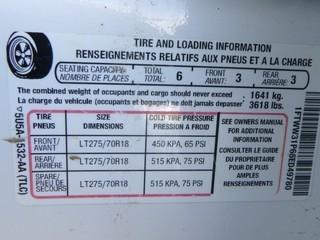 TIRE AND LOADING INFORMATION
RENSEIGNEMENTS RELATIFS AUX PNEUS ET A LA CHARGE
SEATING CAPACITY TOTAL 6 FRONT 3 REAR 3
NOMBRE DE PLACES TOTAL AVANT ARRIÈRE
The combined weight of occupants and cargo should never exceed 1641 kg.
La charge du véhicule (occupants et bagages) ne doit jamais depasser 3618 lbs.
TIRE SIZE COLD TIRE PRESSURE
PNEUS DIMENSIONS PRESSION A FROID
FRONT/ LT275/70R18 450 KPA, 65 PSI
AVANT
REAR/ LT275/70R18 515 KPA, 75 PSI
ARRIÈRE
SPARE/ LT275/70R18 515 KPA, 75 PSI
PNEU DE
SECOURS
SEE OWNERS MANUAL
FOR ADDITIONAL
INFORMATION
CONSULTER LE GUIDE
DU PROPRIETAIRE
POUR PLUS DE
RENSEIGNEMENTS